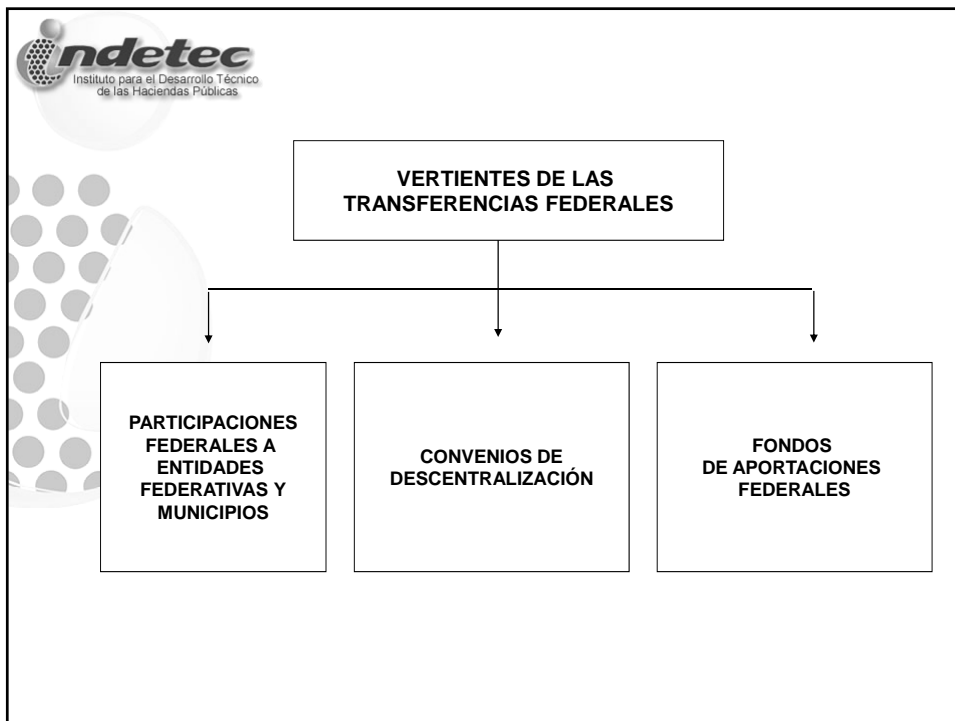 indetec
Instituto para el Desarrollo Técnico
de las Haciendas Públicas
VERTIENTES DE LAS
TRANSFERENCIAS FEDERALES
PARTICIPACIONES
FEDERALES A
ENTIDADES
FEDERATIVAS Y
MUNICIPIOS
CONVENIOS DE
DESCENTRALIZACIÓN
FONDOS
DE APORTACIONES
FEDERALES